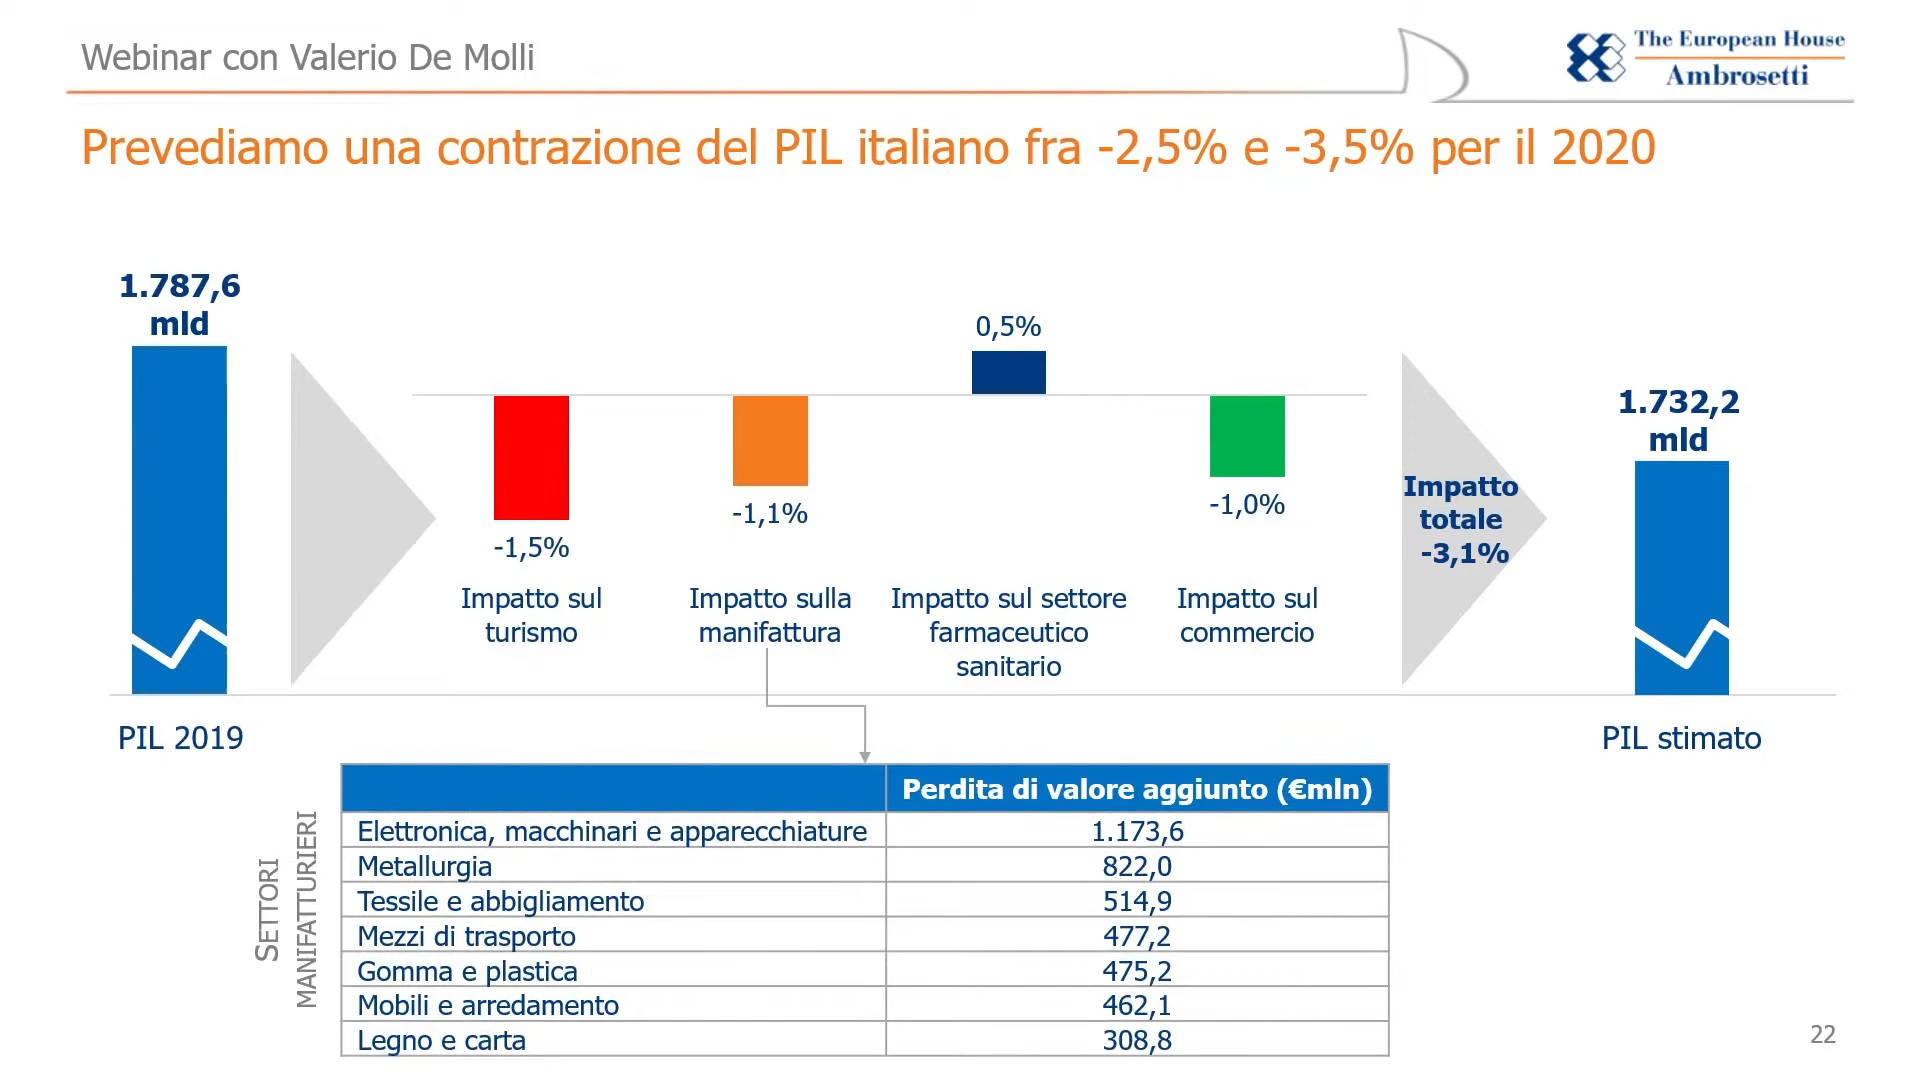 Webinar con Valerio De Molli
The European House
Ambrosetti
Prevediamo una contrazione del PIL italiano fra -2,5% e -3,5% per il 2020
1.787,6
mld
PIL 2019
-1,5%
Impatto sul
turismo
-1,1%
Impatto sulla
manifattura
0,5%
Impatto sul settore
farmaceutico
sanitario
-1,0%
Impatto sul
commercio
Impatto
totale
-3,1%
1.732,2
mld
PIL stimato
SETTORI
MANIFATTURIERI
Perdita di valore aggiunto (€mln)
Elettronica, macchinari e apparecchiature 1.173,6
Metallurgia 822,0
Tessile e abbigliamento 514,9
Mezzi di trasporto 477,2
Gomma e plastica 475,2
Mobili e arredamento 462,1
Legno e carta 308,8
22